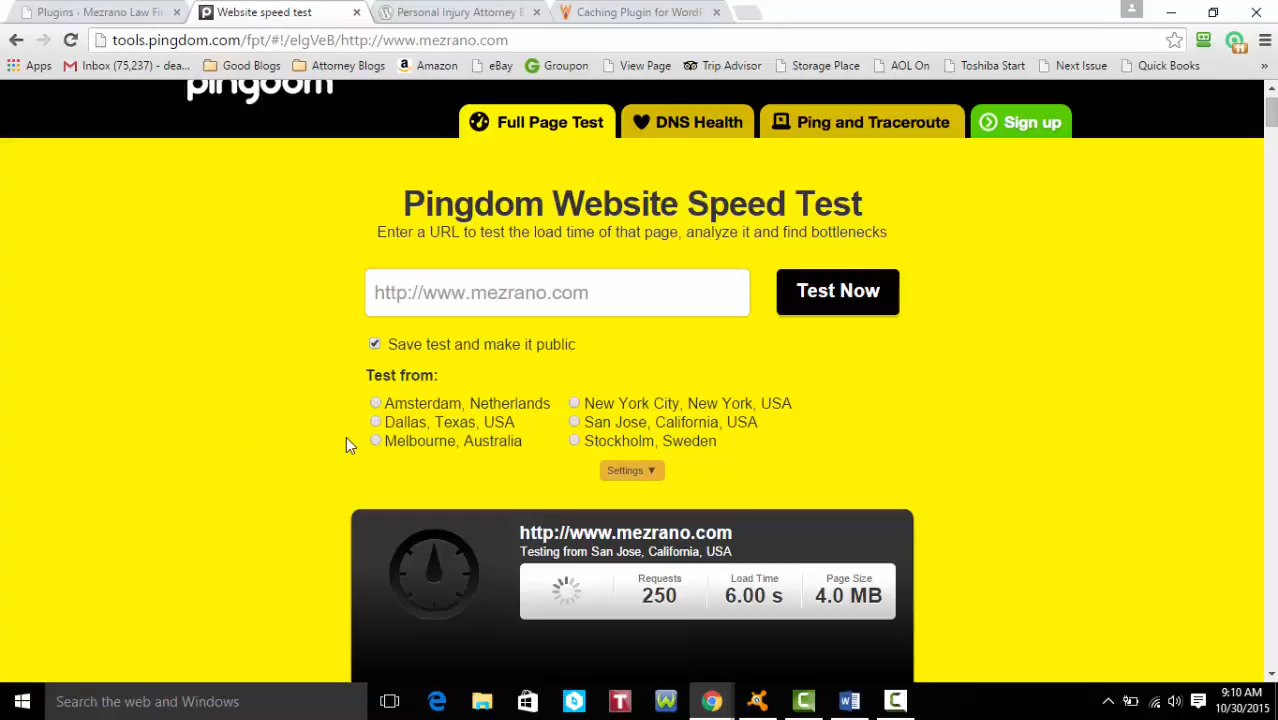 Plugins - Mezrano Law Fi
Website speed test
Personal Injury Attorney B
Caching Plugin for WordPr
tools.pingdom.com/fpt/#!/elgVeB/http://www.mezrano.com
Apps
Inbox (75,237) - dea...
Good Blogs
Attorney Blogs
Amazon
eBay
Groupon
View Page
Trip Advisor
Storage Place
AOL On
Toshiba Start
Next Issue
Quick Books
»
11
pingdom
Full Page Test
DNS Health
Ping and Traceroute
Sign up
Pingdom Website Speed Test
Enter a URL to test the load time of that page, analyze it and find bottlenecks
http://www.mezrano.com
Test Now
Save test and make it public
Test from:
Amsterdam, Netherlands
New York City, New York, USA
Dallas, Texas, USA
San Jose, California, USA
Melbourne, Australia
Stockholm, Sweden
Settings ▼
http://www.mezrano.com
Testing from San Jose, California, USA
Requests
250
Load Time
6.00 s
Page Size
4.0 MB
Search the web and Windows
9:10 AM
10/30/2015